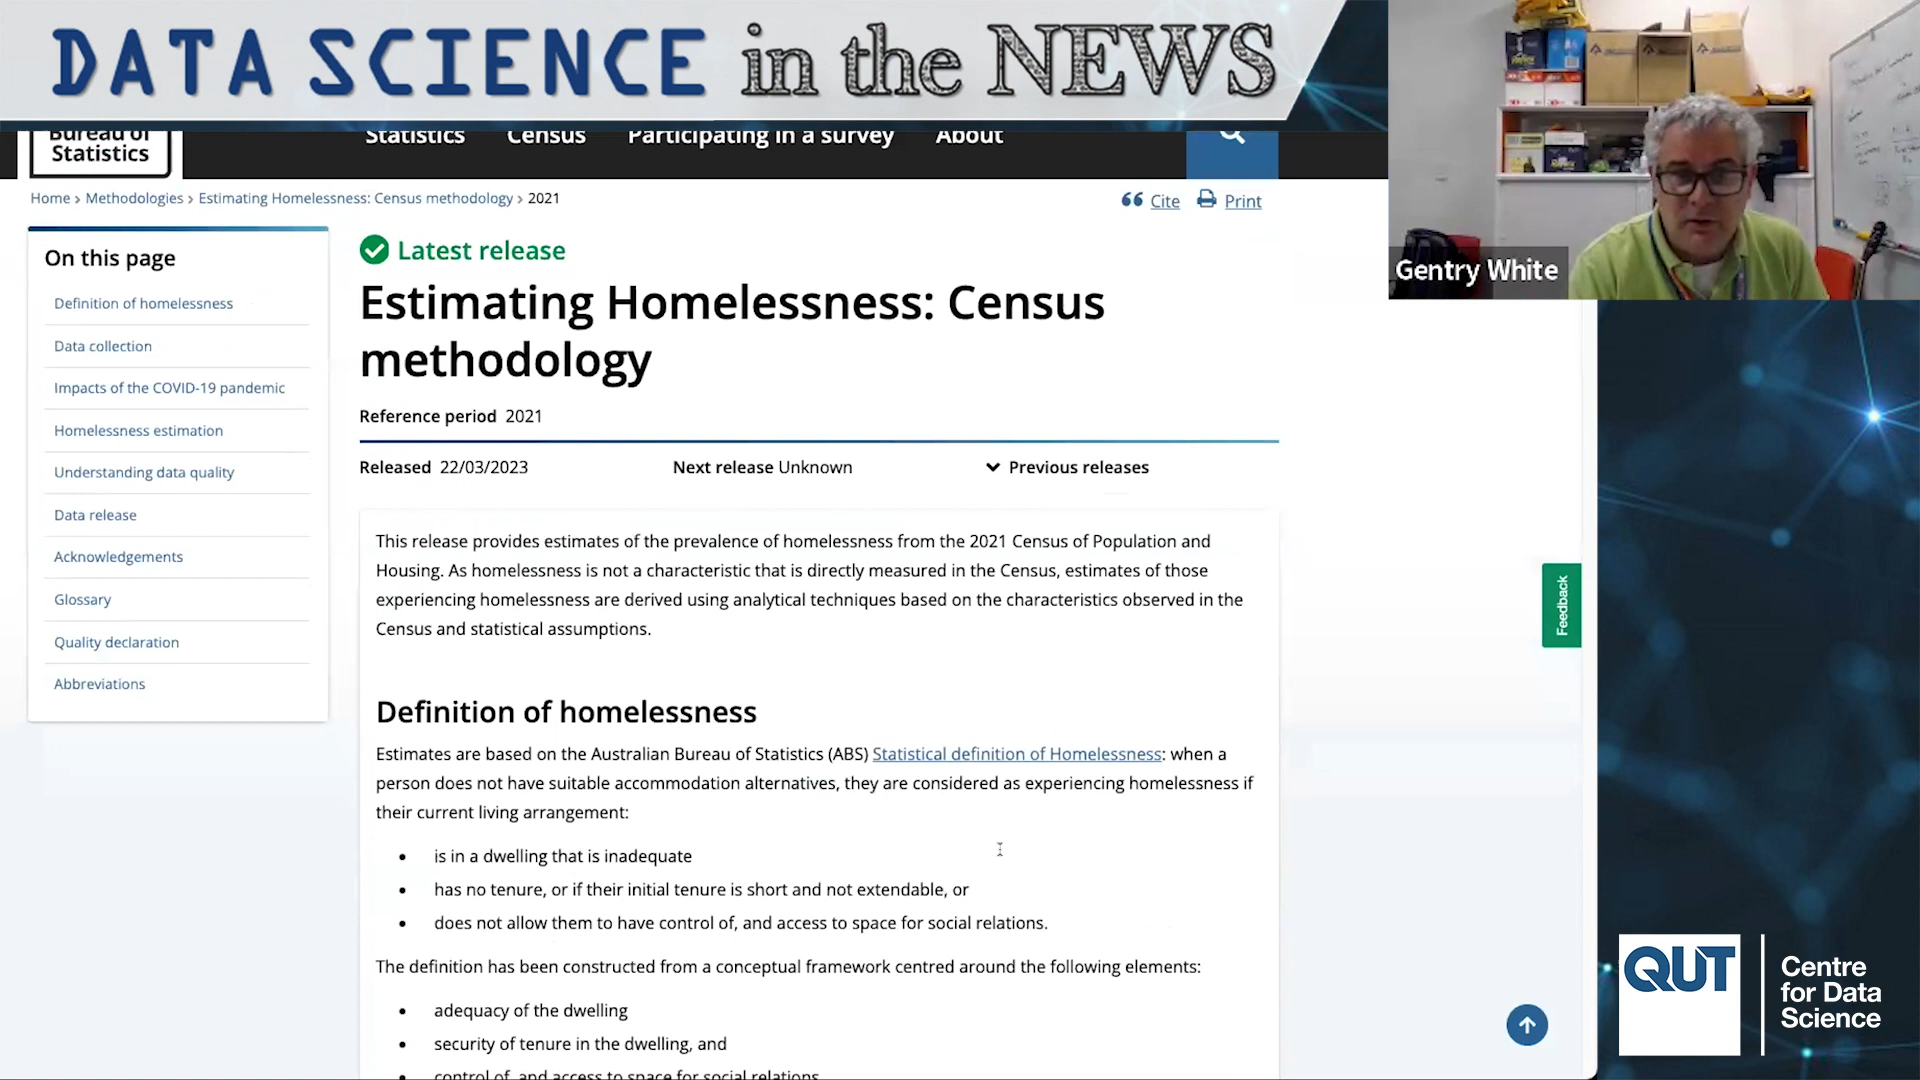 DATA SCIENCE in the NEWS
Bureau of
Statistics
Statistics Census Participating in a survey About
Home › Methodologies › Estimating Homelessness: Census methodology › 2021
Cite Print
On this page
Definition of homelessness
Data collection
Impacts of the COVID-19 pandemic
Homelessness estimation
Understanding data quality
Data release
Acknowledgements
Glossary
Quality declaration
Abbreviations
Latest release
Estimating Homelessness: Census
methodology
Reference period 2021
Released 22/03/2023 Next release Unknown Previous releases
This release provides estimates of the prevalence of homelessness from the 2021 Census of Population and
Housing. As homelessness is not a characteristic that is directly measured in the Census, estimates of those
experiencing homelessness are derived using analytical techniques based on the characteristics observed in the
Census and statistical assumptions.
Definition of homelessness
Estimates are based on the Australian Bureau of Statistics (ABS) Statistical definition of Homelessness: when a
person does not have suitable accommodation alternatives, they are considered as experiencing homelessness if
their current living arrangement:
• is in a dwelling that is inadequate
• has no tenure, or if their initial tenure is short and not extendable, or
• does not allow them to have control of, and access to space for social relations.
The definition has been constructed from a conceptual framework centred around the following elements:
• adequacy of the dwelling
• security of tenure in the dwelling, and
• control of, and access to space for social relations
Feedback
Gentry White
QUT
Centre
for Data
Science